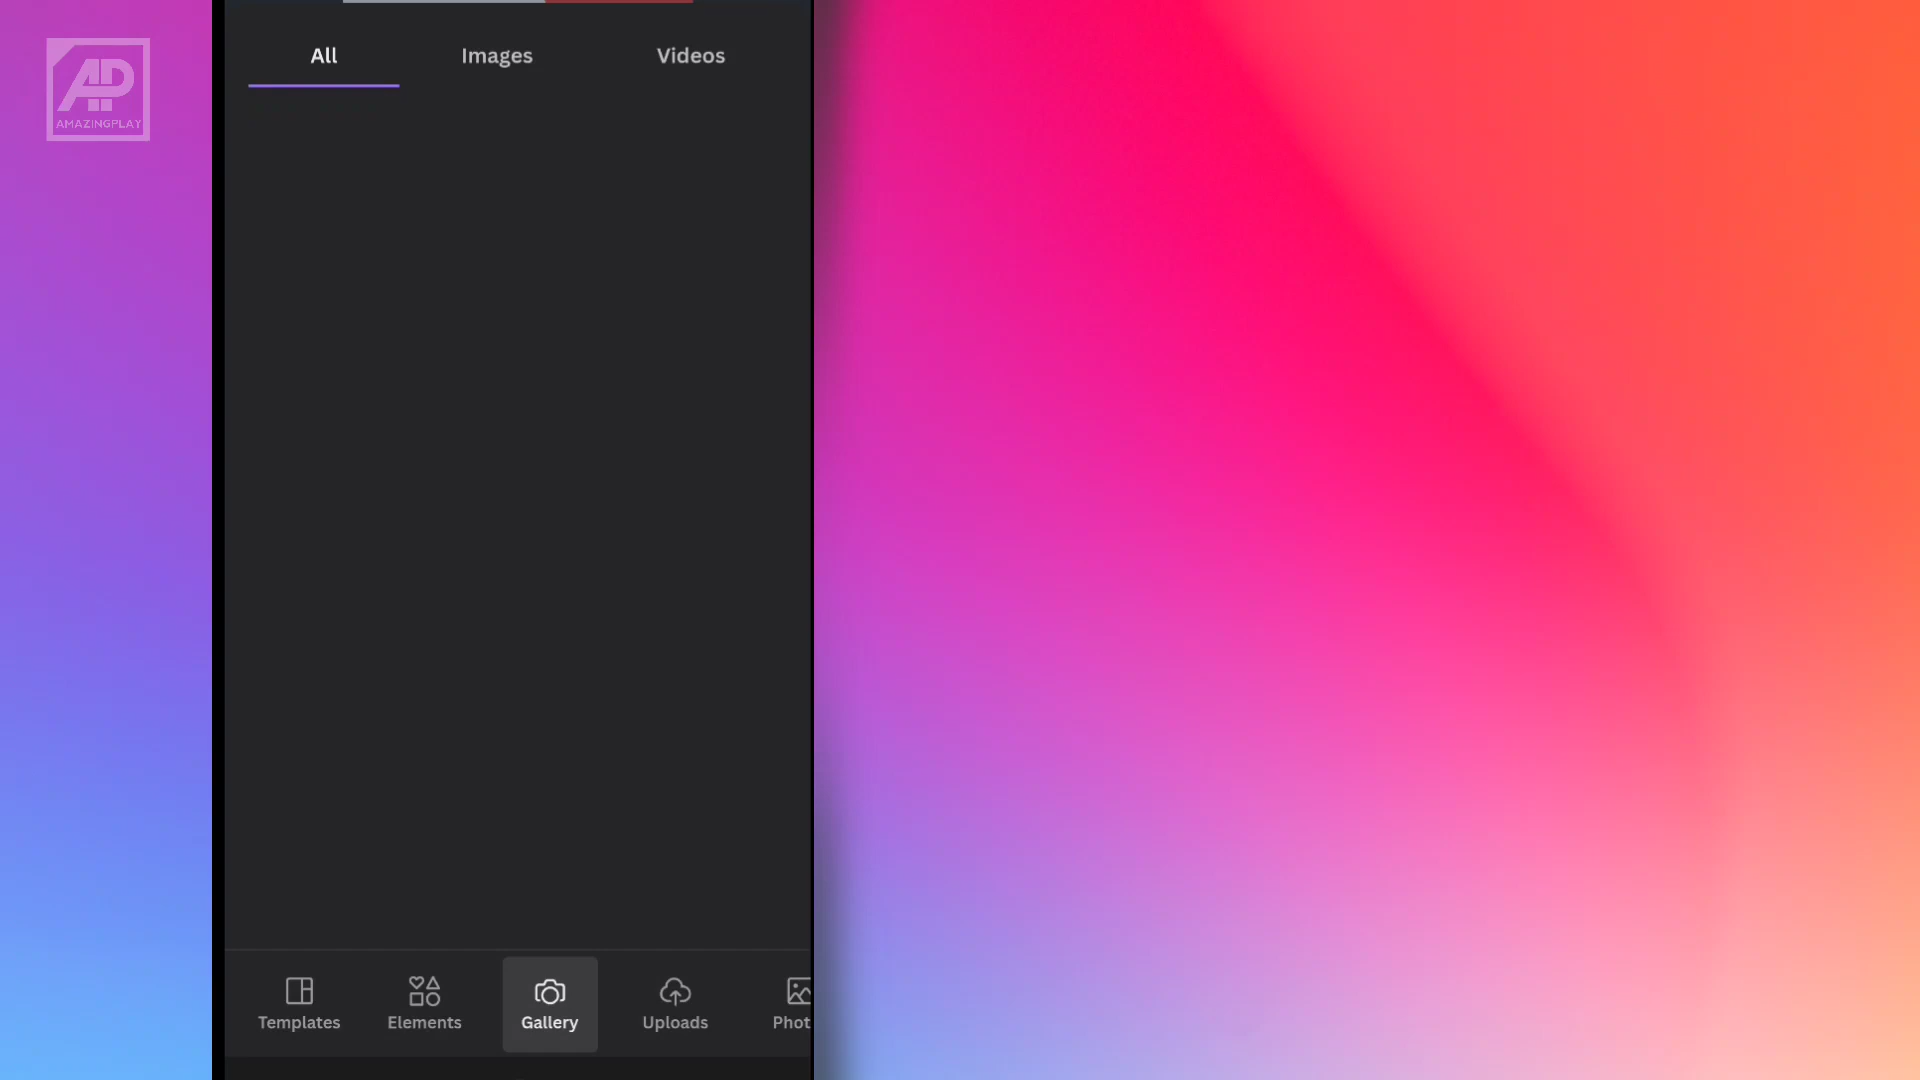 AP
AMAZINGPLAY
All
Images
Videos
Templates
Elements
Gallery
Uploads
Phot